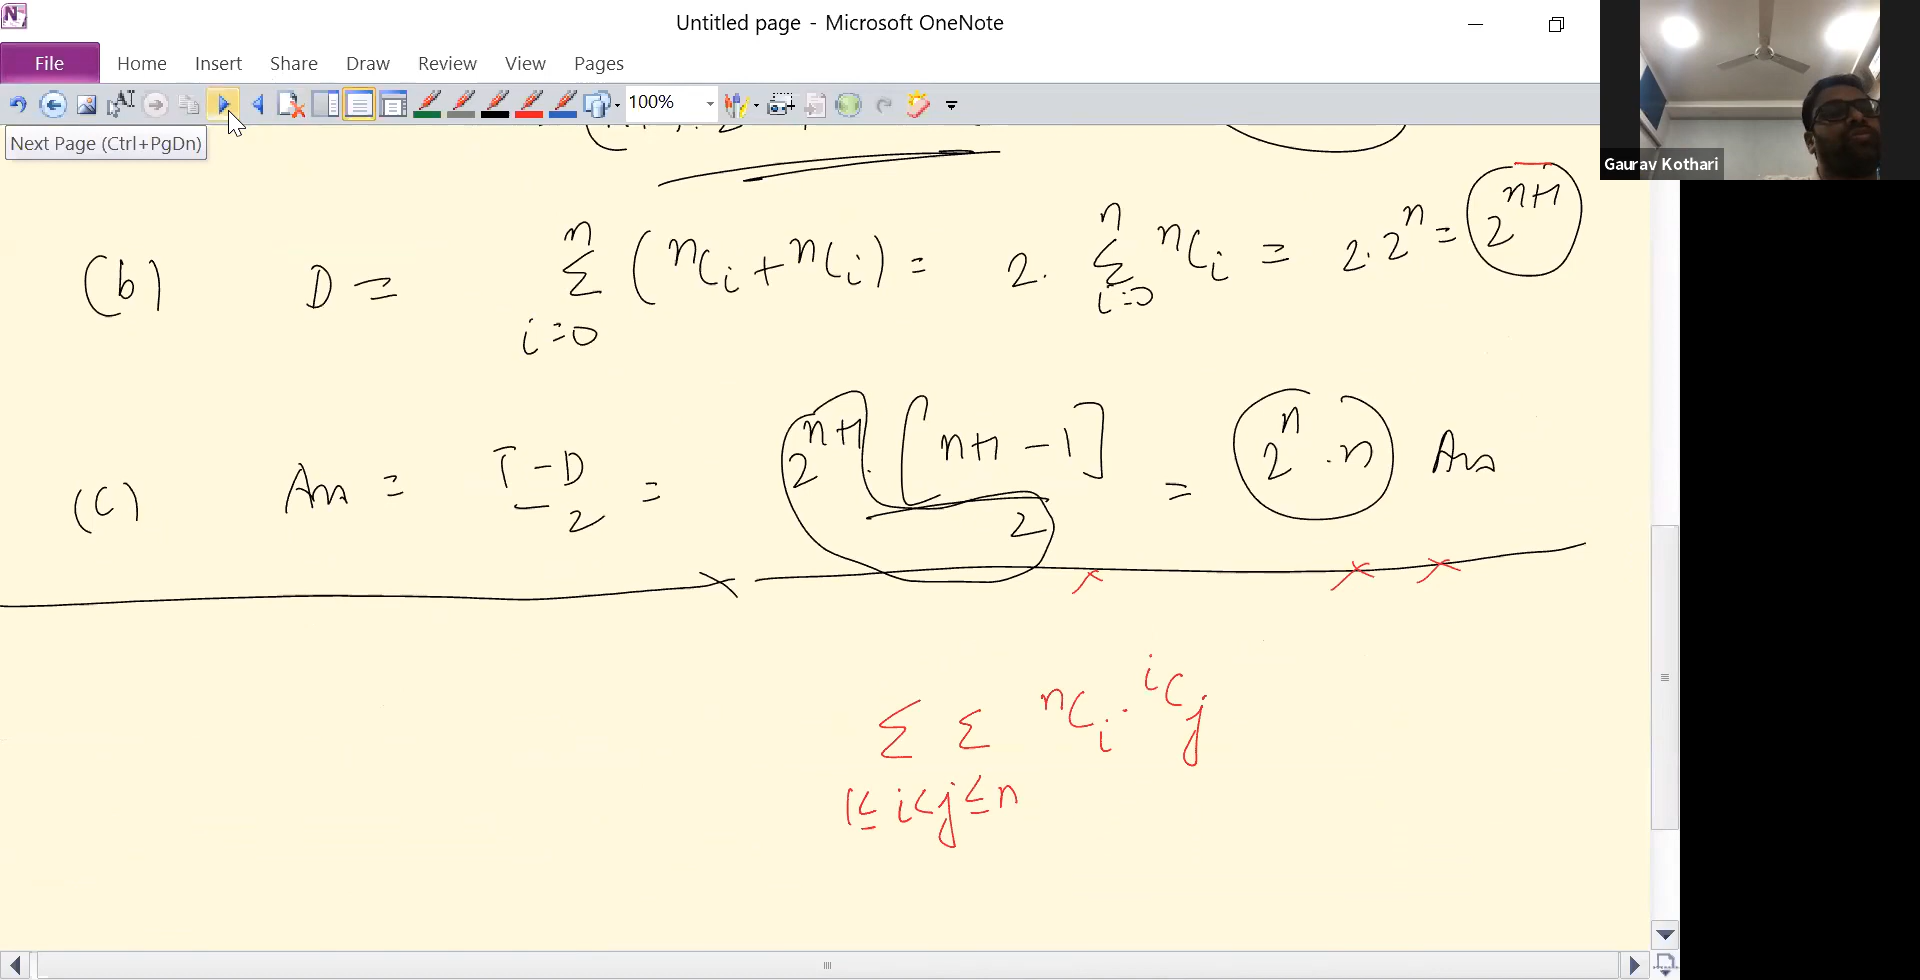 Untitled page - Microsoft OneNote
File Home Insert Share Draw Review View Pages
100%
Next Page (Ctrl+PgDn)
Gaurav Kothari
(b) D = n Σ i=0 (ⁿCᵢ + ⁿCᵢ) = 2. n Σ i=0 ⁿCᵢ = 2.2ⁿ = 2ⁿ⁺¹
(c) Ans = T - D / 2 = 2ⁿ⁺¹ . [n+1 - 1] / 2 = 2ⁿ . n Ans
Σ Σ ⁿCᵢ . ⁱCⱼ
1 ≤ i < j ≤ n